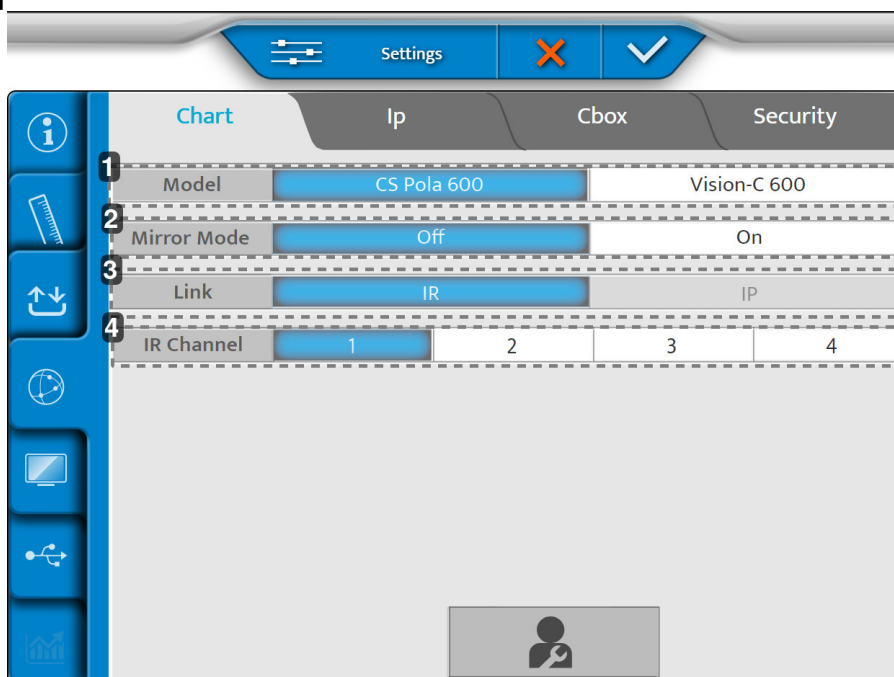 Settings
Chart Ip Cbox Security
1
Model CS Pola 600 Vision-C 600
2
Mirror Mode Off On
3
Link IR IP
4
IR Channel 1 2 3 4